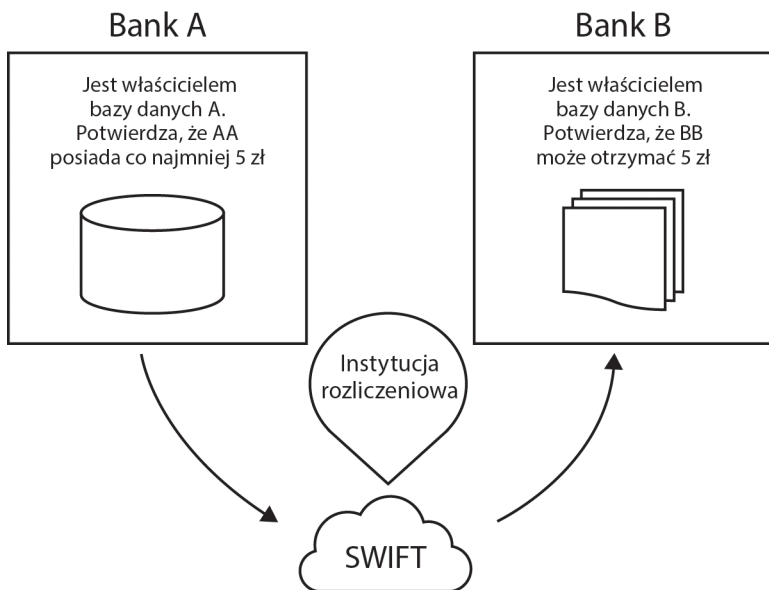 Bank A
Jest właścicielem
bazy danych A.
Potwierdza, że AA
posiada co najmniej 5 zł
Bank B
Jest właścicielem
bazy danych B.
Potwierdza, że BB
może otrzymać 5 zł
Instytucja
rozliczeniowa
SWIFT